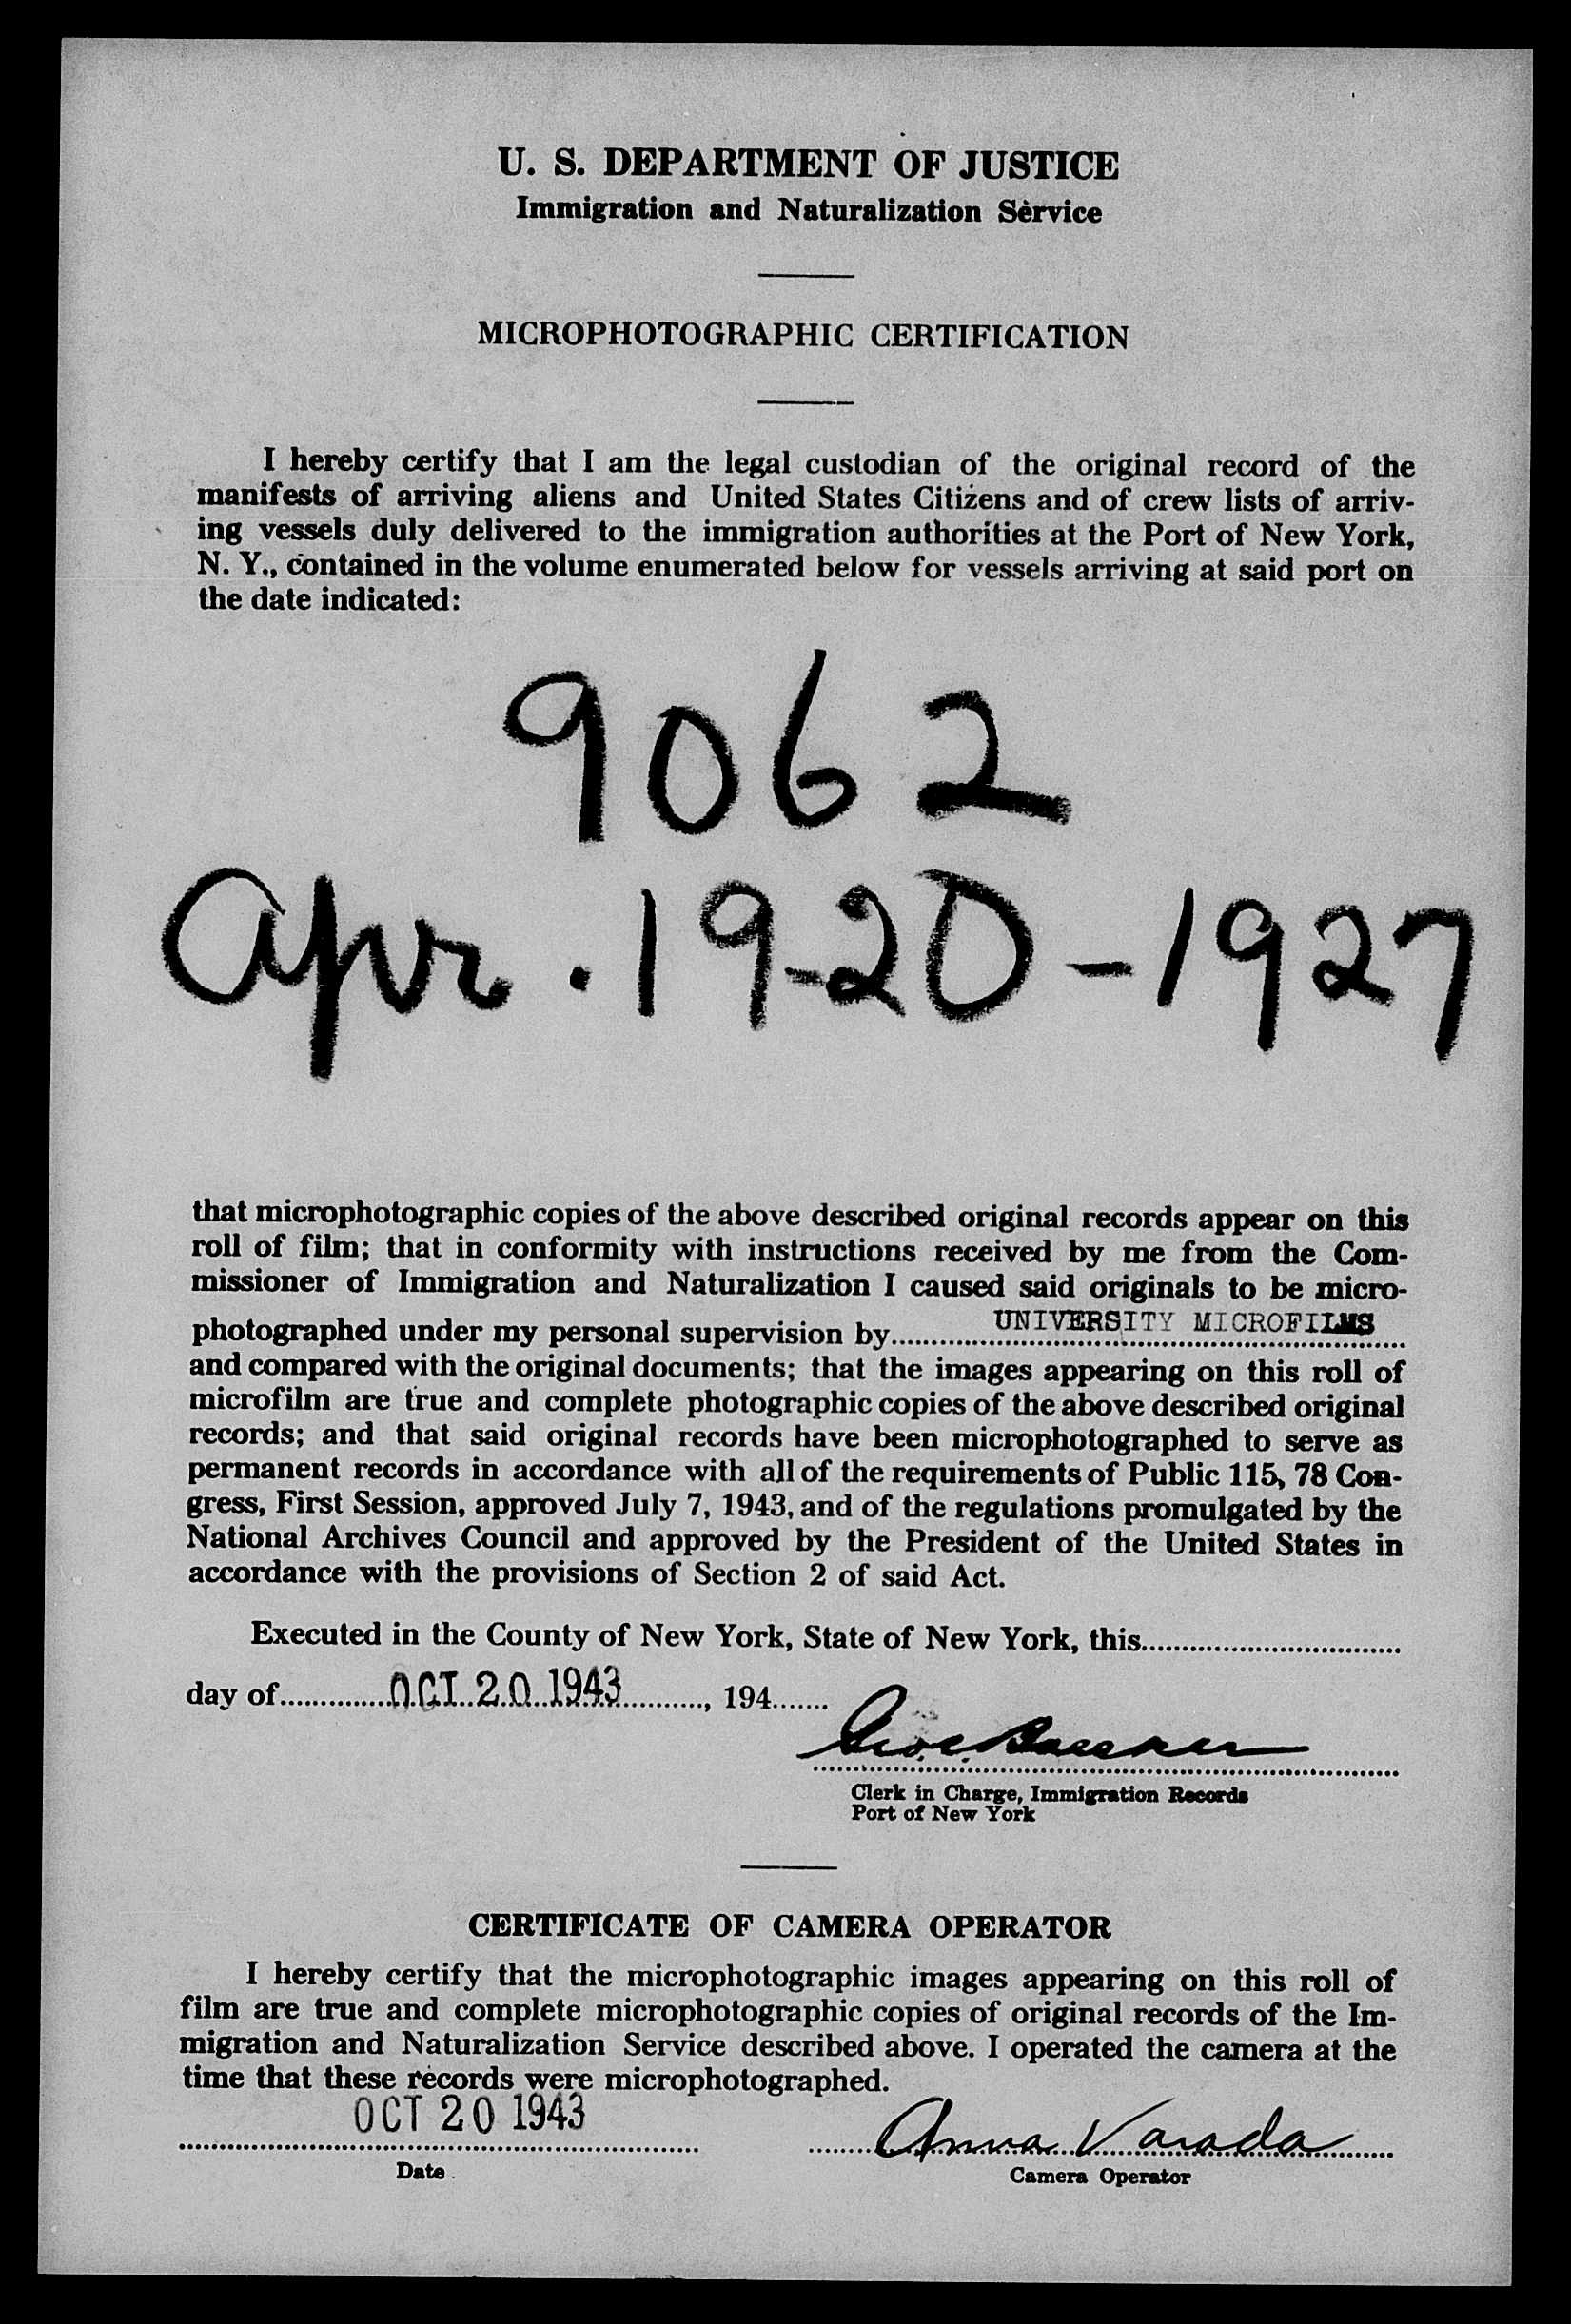 U. S. DEPARTMENT OF JUSTICE
Immigration and Naturalization Service
MICROPHOTOGRAPHIC CERTIFICATION
I hereby certify that I am the legal custodian of the original record of the
manifests of arriving aliens and United States Citizens and of crew lists of arriv-
ing vessels duly delivered to the immigration authorities at the Port of New York,
N. Y., contained in the volume enumerated below for vessels arriving at said port on
the date indicated:
9062
Apr. 19-20-1927
that microphotographic copies of the above described original records appear on this
roll of film; that in conformity with instructions received by me from the Com-
missioner of Immigration and Naturalization I caused said originals to be micro-
photographed under my personal supervision by UNIVERSITY MICROFILMS
and compared with the original documents; that the images appearing on this roll of
microfilm are true and complete photographic copies of the above described original
records; and that said original records have been microphotographed to serve as
permanent records in accordance with all of the requirements of Public 115, 78 Con-
gress, First Session, approved July 7, 1943, and of the regulations promulgated by the
National Archives Council and approved by the President of the United States in
accordance with the provisions of Section 2 of said Act.
Executed in the County of New York, State of New York, this
day of OCT 20 1943, 194
Clerk in Charge, Immigration Records
Port of New York
CERTIFICATE OF CAMERA OPERATOR
I hereby certify that the microphotographic images appearing on this roll of
film are true and complete microphotographic copies of original records of the Im-
migration and Naturalization Service described above. I operated the camera at the
time that these records were microphotographed.
OCT 20 1943 Anna Varada
Date Camera Operator